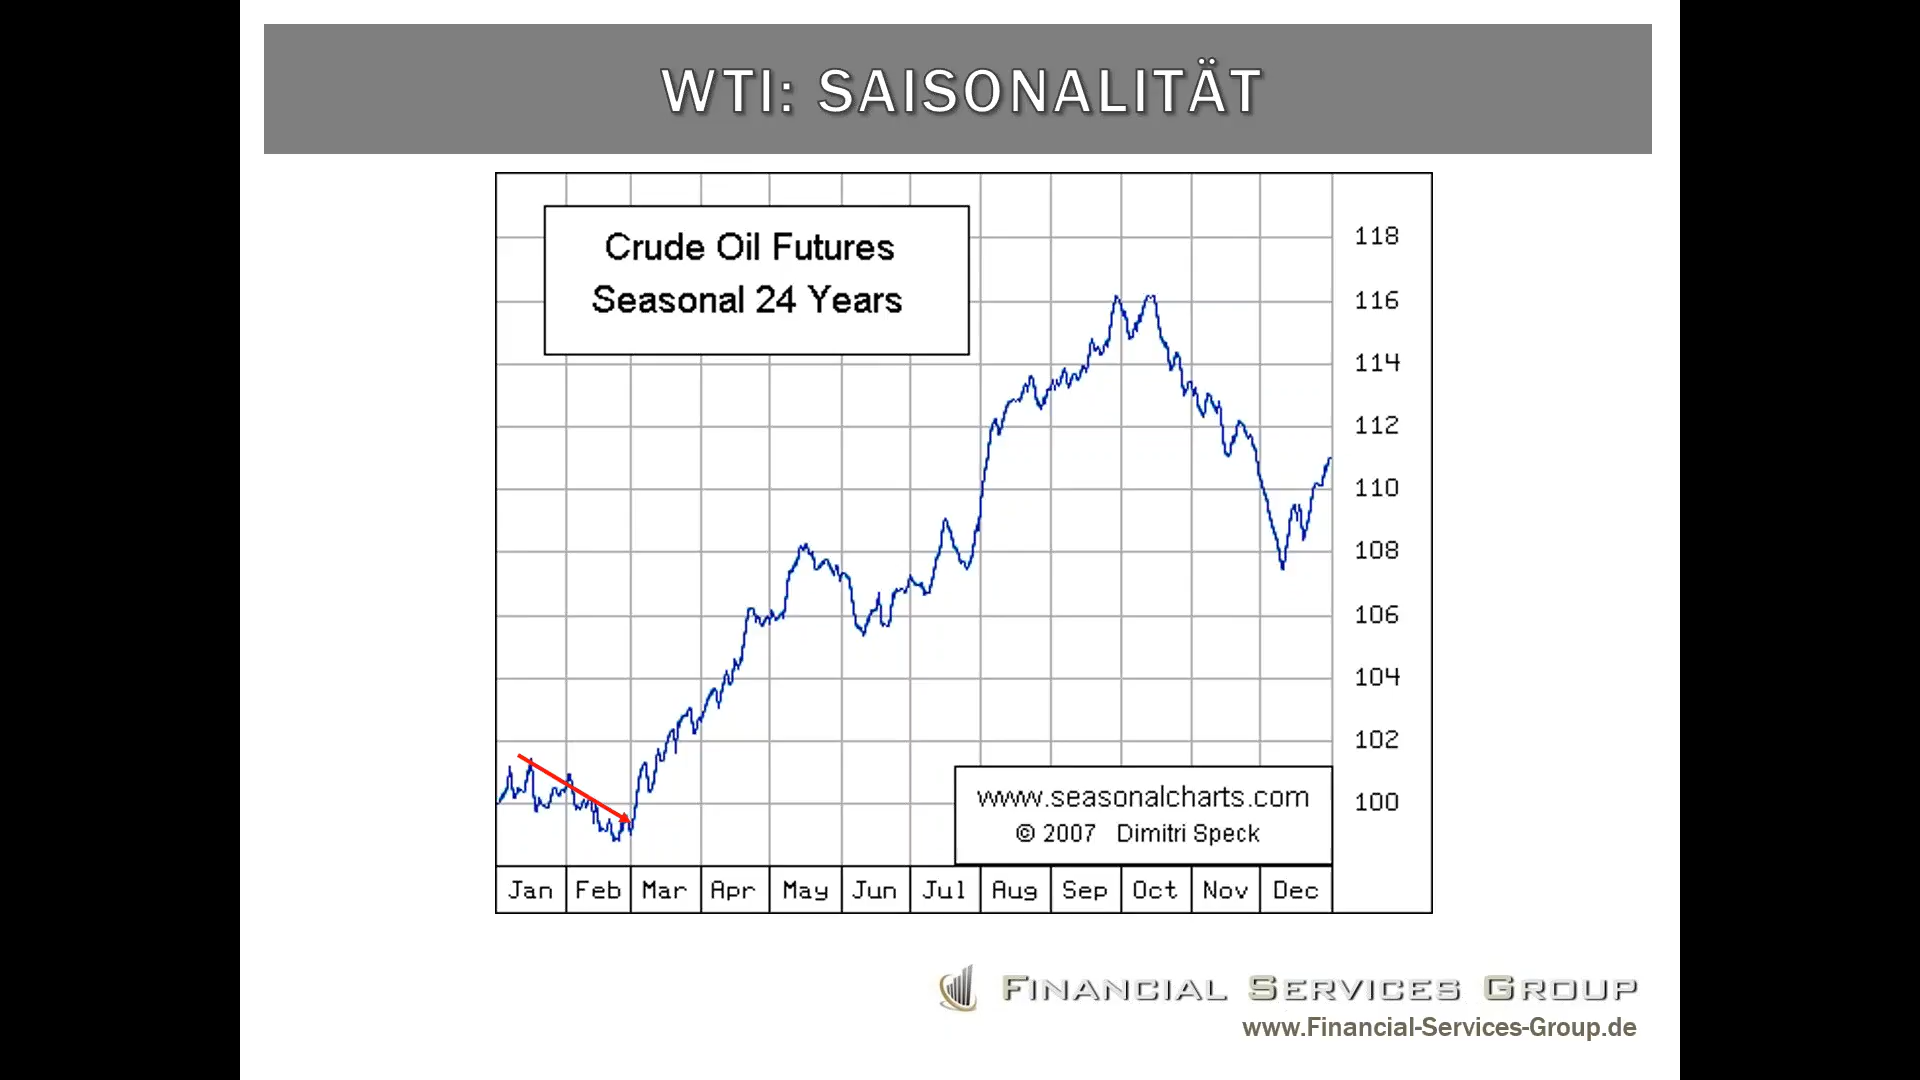 WTI: SAISONALITÄT
Crude Oil Futures
Seasonal 24 Years
118
116
114
112
110
108
106
104
102
100
www.seasonalcharts.com
© 2007 Dimitri Speck
Jan Feb Mar Apr May Jun Jul Aug Sep Oct Nov Dec
FINANCIAL SERVICES GROUP
www.Financial-Services-Group.de